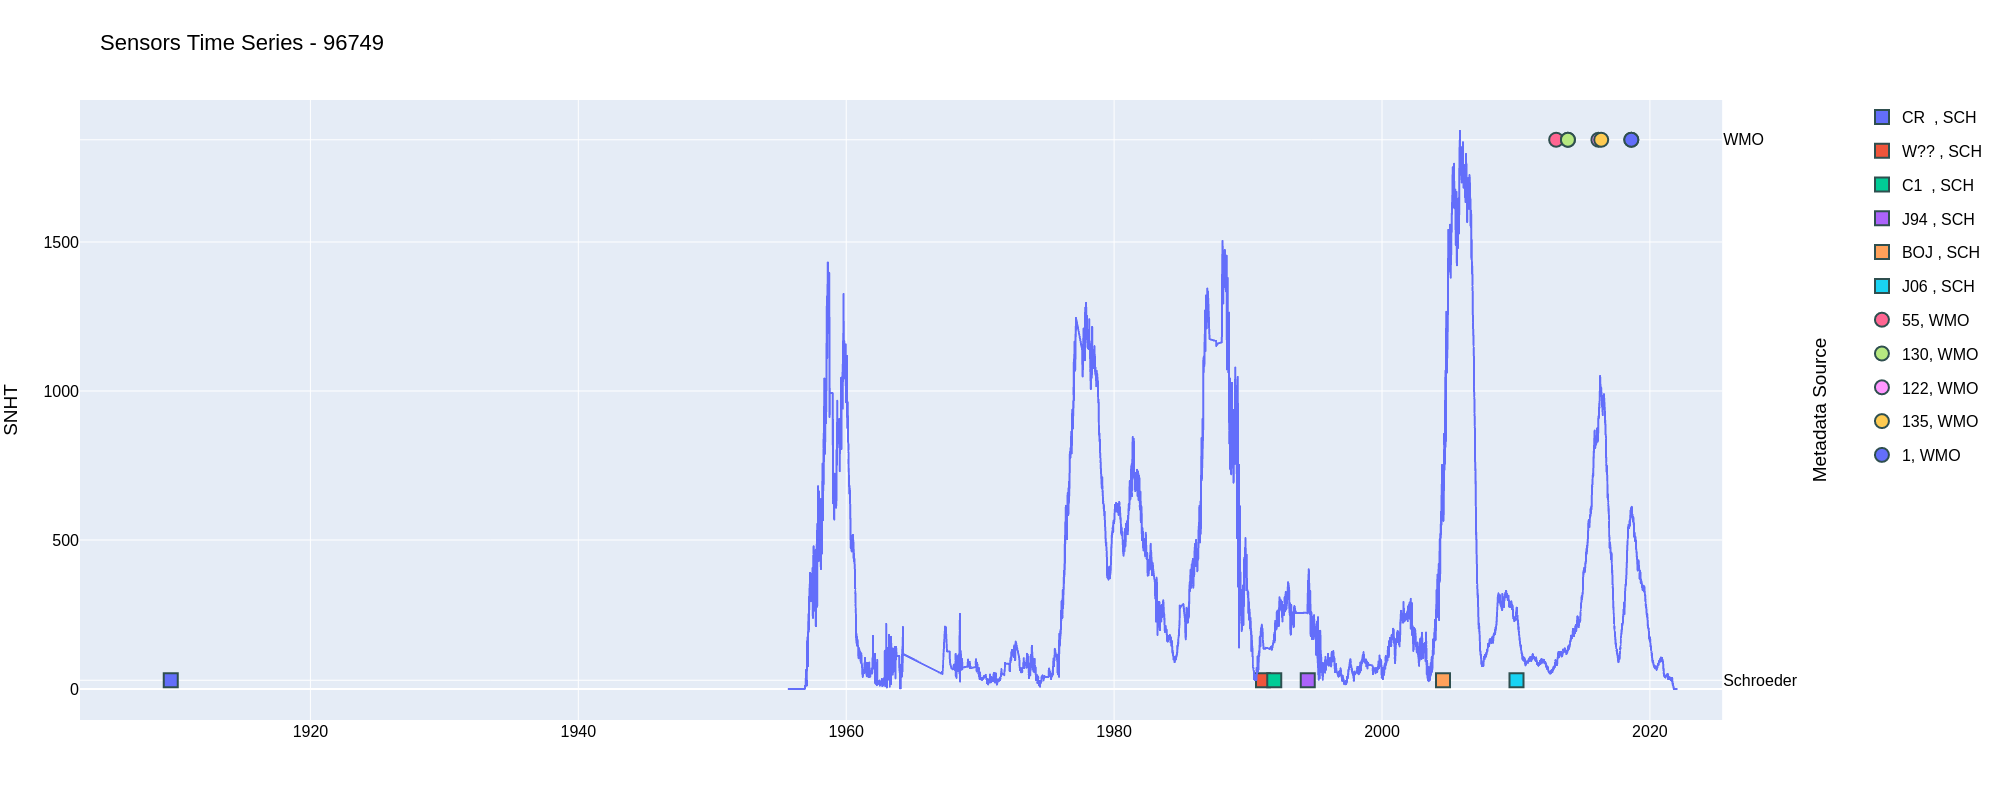 Sensors Time Series - 96749
SNHT
1500
1000
500
0
1920
1940
1960
1980
2000
2020
WMO
Schroeder
Metadata Source
CR  , SCH
W?? , SCH
C1  , SCH
J94 , SCH
BOJ , SCH
J06 , SCH
55, WMO
130, WMO
122, WMO
135, WMO
1, WMO